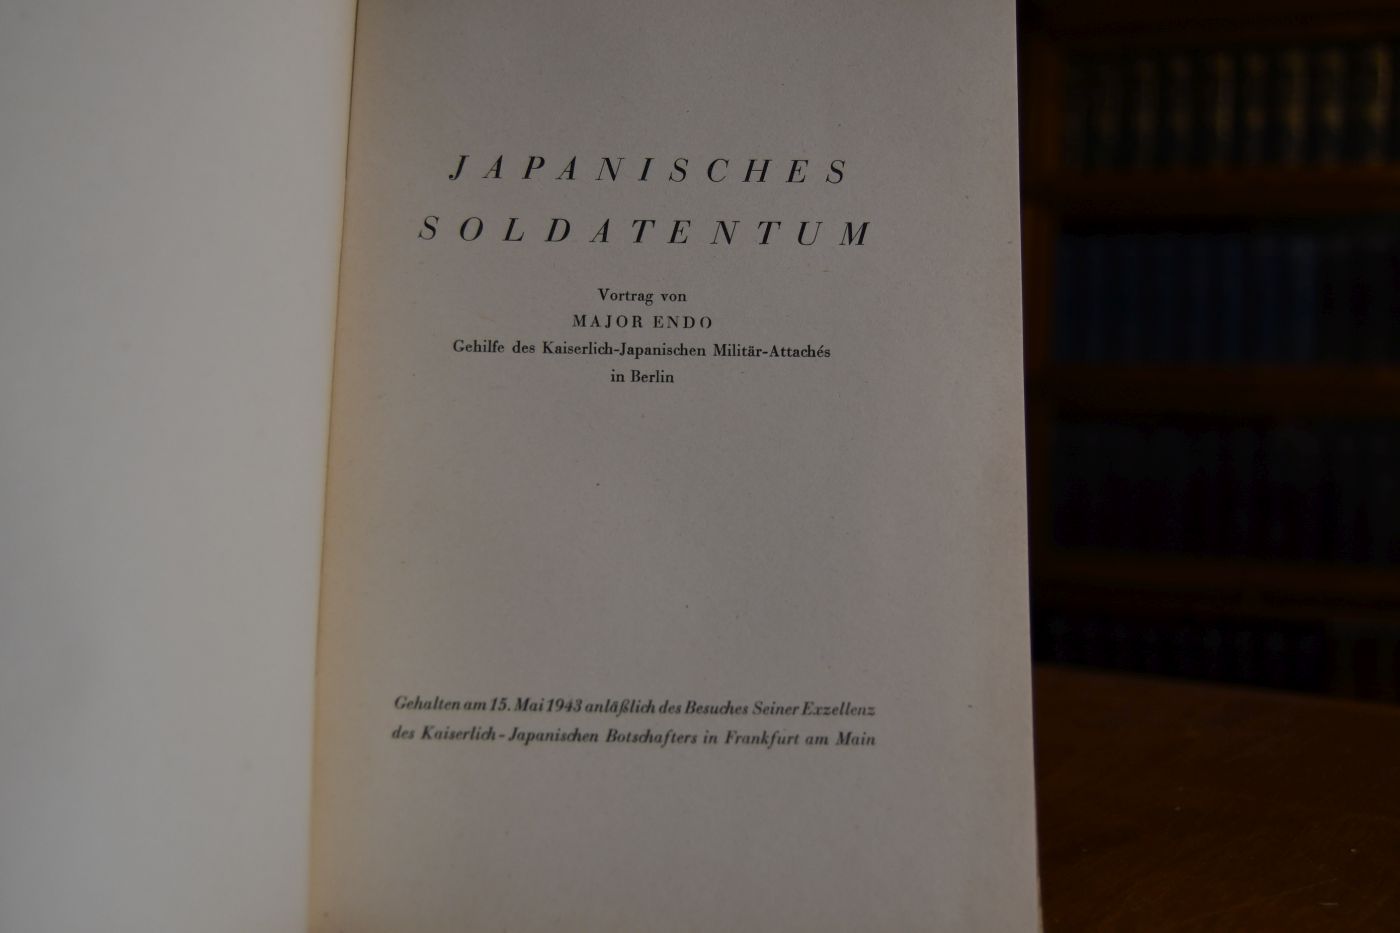 JAPANISCHES
SOLDATENTUM
Vortrag von
MAJOR ENDO
Gehilfe des Kaiserlich-Japanischen Militär-Attachés
in Berlin
Gehalten am 15. Mai 1943 anläßlich des Besuches Seiner Exzellenz
des Kaiserlich-Japanischen Botschafters in Frankfurt am Main